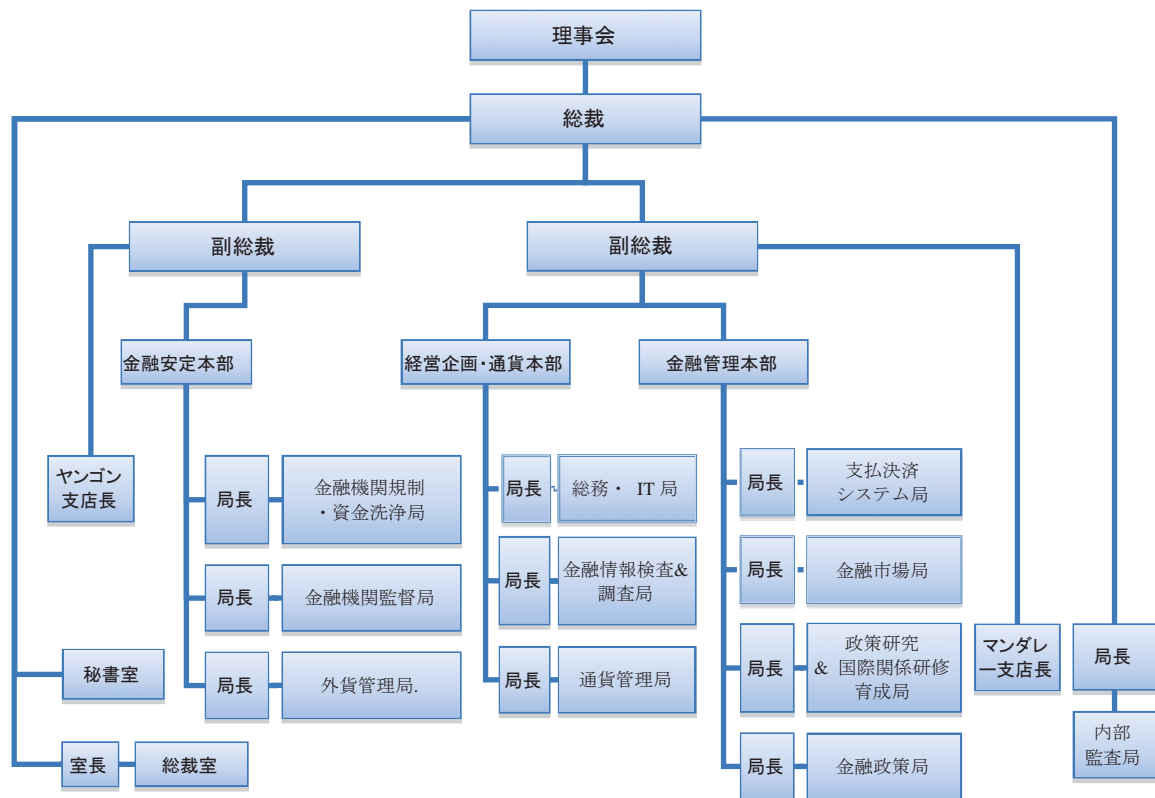 理事会
総裁
副総裁
副総裁
金融安定本部
経営企画・通貨本部
金融管理本部
ヤンゴン
支店長
局長
金融機関規制
・資金洗浄局
局長
金融機関監督局
局長
外貨管理局.
局長
総務・ IT 局
局長
金融情報検査&
調査局
局長
通貨管理局
局長
支払決済
システム局
局長
金融市場局
局長
政策研究
& 国際関係研修
育成局
局長
金融政策局
マンダレ
ー支店長
局長
内部
監査局
秘書室
室長
総裁室